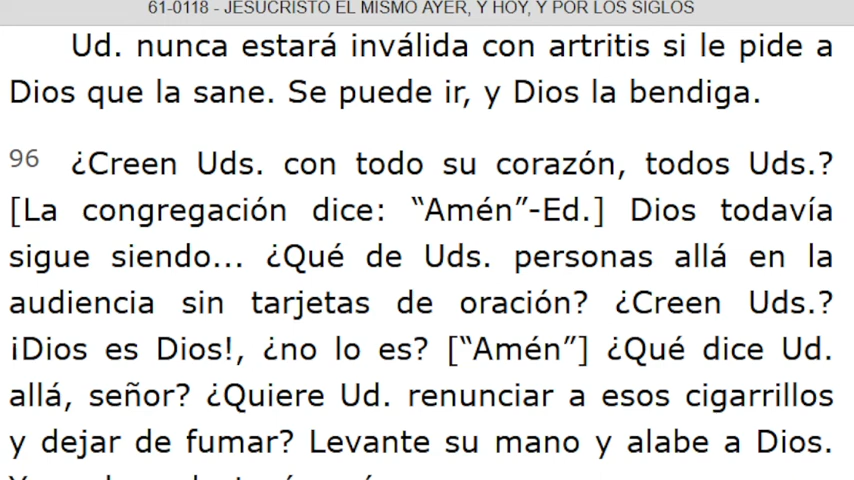 61-0118 - JESUCRISTO EL MISMO AYER, Y HOY, Y POR LOS SIGLOS
Ud. nunca estará inválida con artritis si le pide a
Dios que la sane. Se puede ir, y Dios la bendiga.
96 ¿Creen Uds. con todo su corazón, todos Uds.?
[La congregación dice: “Amén”-Ed.] Dios todavía
sigue siendo... ¿Qué de Uds. personas allá en la
audiencia sin tarjetas de oración? ¿Creen Uds.?
¡Dios es Dios!, ¿no lo es? [“Amén”] ¿Qué dice Ud.
allá, señor? ¿Quiere Ud. renunciar a esos cigarrillos
y dejar de fumar? Levante su mano y alabe a Dios.